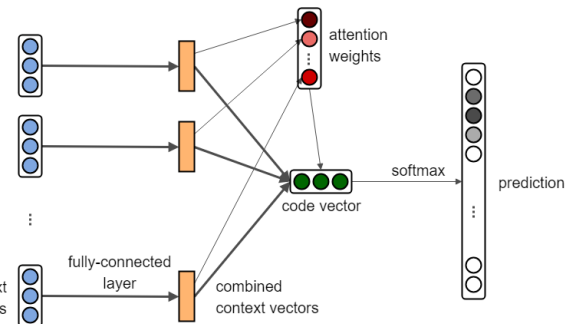 attention
weights
softmax
prediction
code vector
fully-connected
layer
combined
context vectors